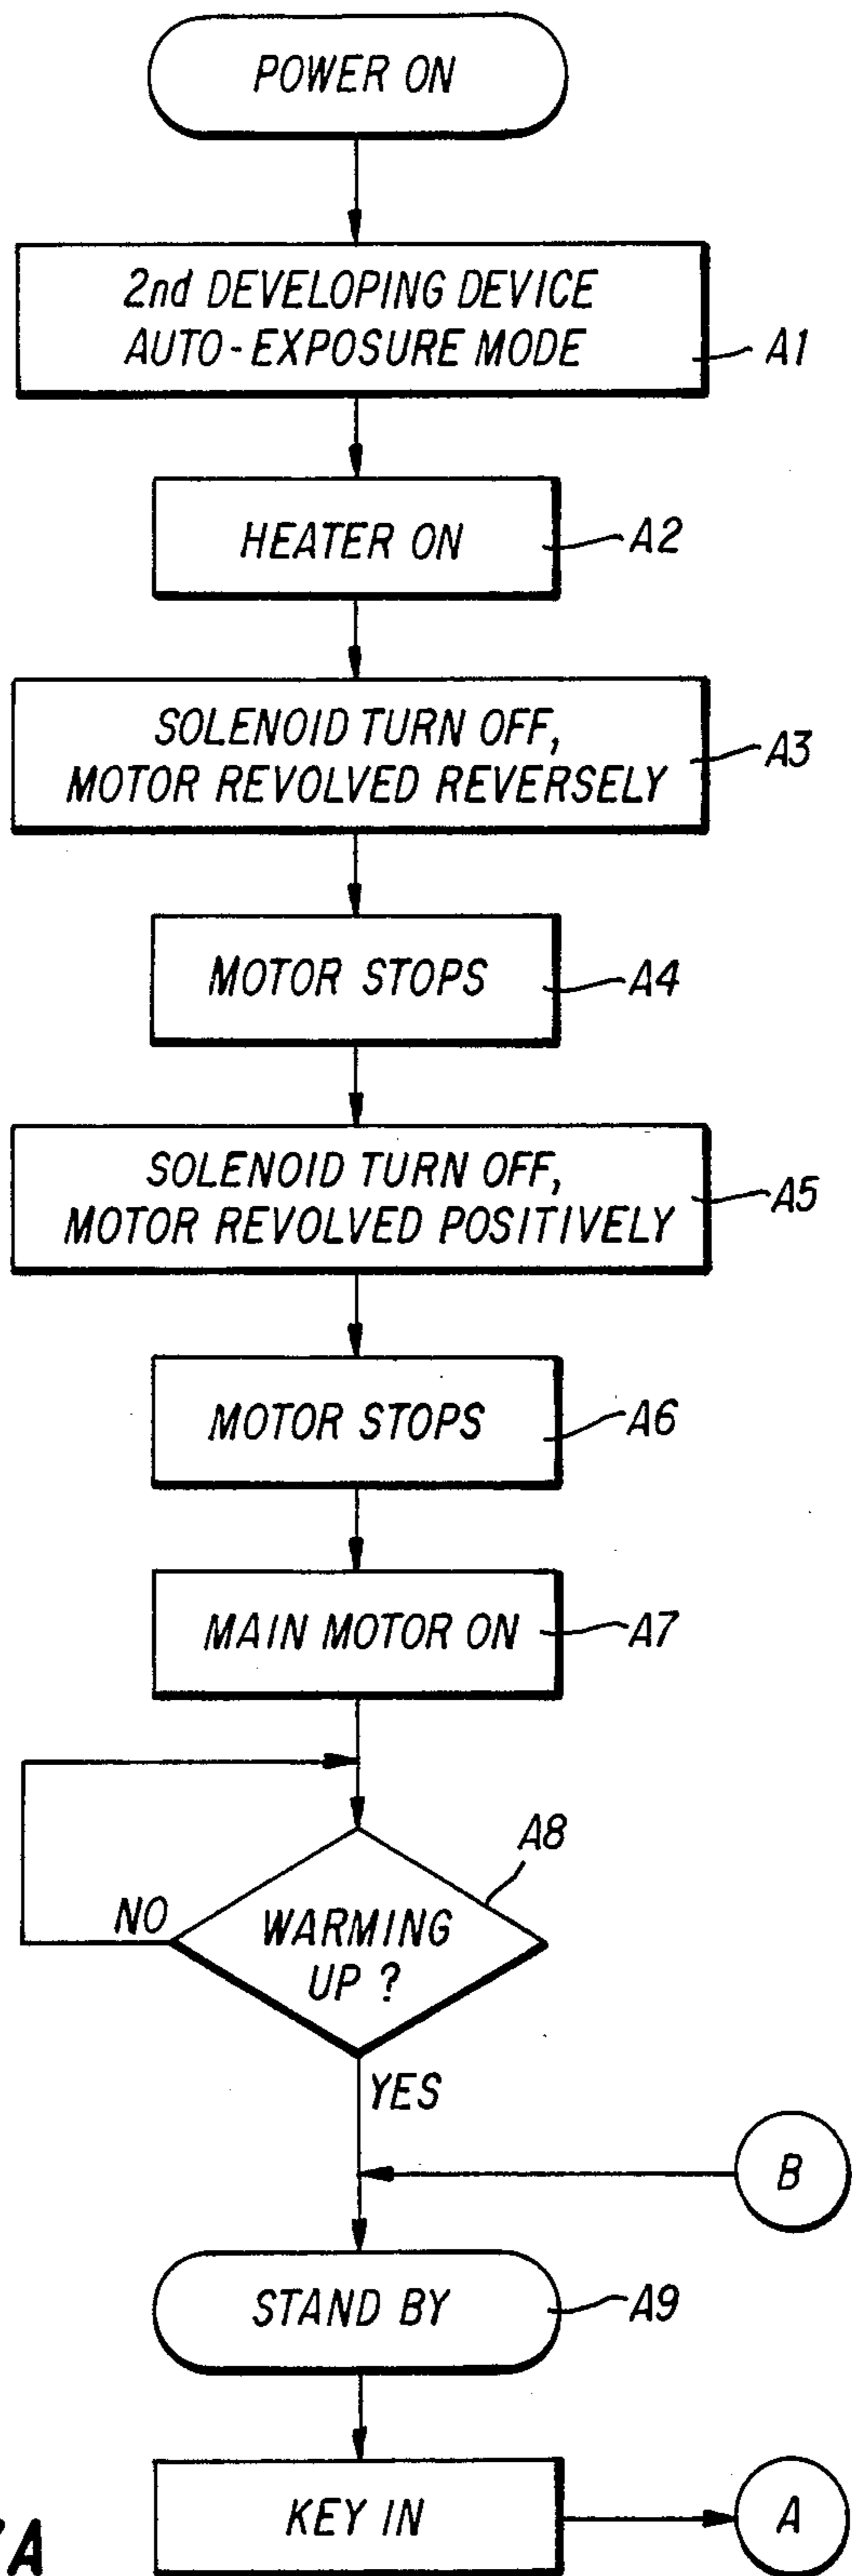 POWER ON
2nd DEVELOPING DEVICE
AUTO-EXPOSURE MODE
A1
HEATER ON
A2
SOLENOID TURN OFF,
MOTOR REVOLVED REVERSELY
A3
MOTOR STOPS
A4
SOLENOID TURN OFF,
MOTOR REVOLVED POSITIVELY
A5
MOTOR STOPS
A6
MAIN MOTOR ON
A7
A8
NO
WARMING
UP ?
YES
B
STAND BY
A9
KEY IN
A